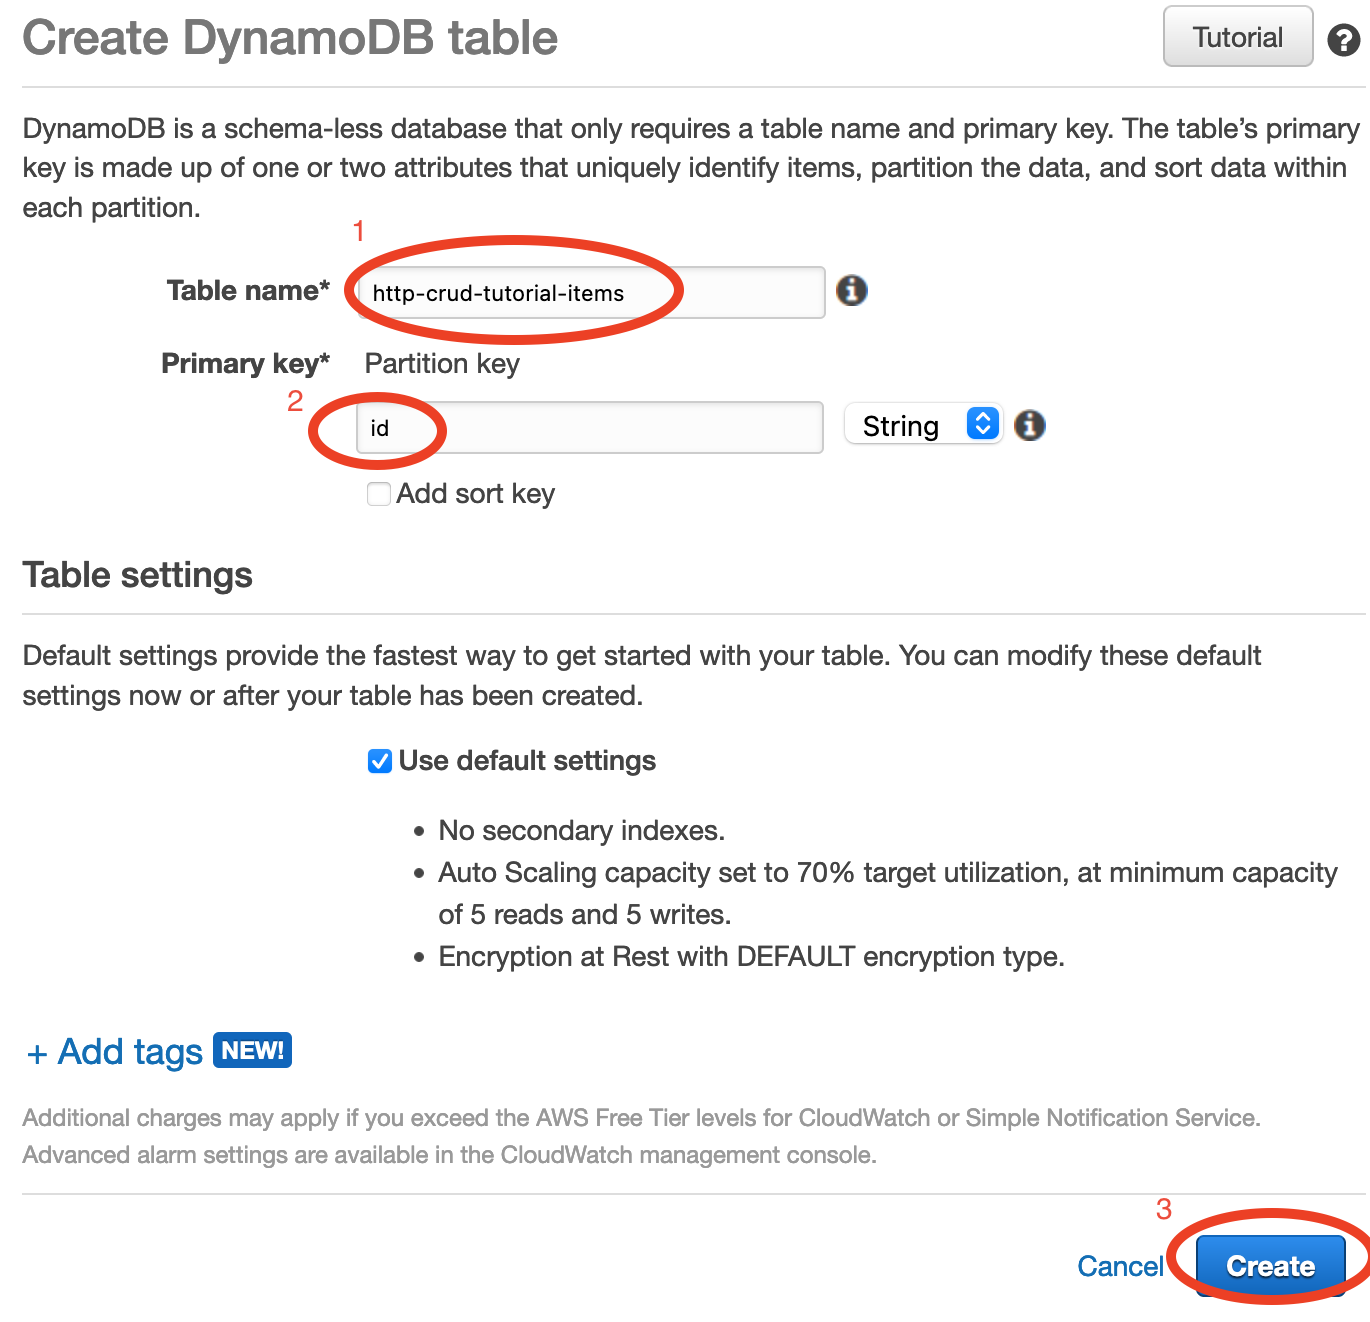 Create DynamoDB table
Tutorial
?
DynamoDB is a schema-less database that only requires a table name and primary key. The table's primary
key is made up of one or two attributes that uniquely identify items, partition the data, and sort data within
each partition.
1
Table name* http-crud-tutorial-items i
Primary key* Partition key
2
id String i
Add sort key
Table settings
Default settings provide the fastest way to get started with your table. You can modify these default
settings now or after your table has been created.
Use default settings
• No secondary indexes.
• Auto Scaling capacity set to 70% target utilization, at minimum capacity
of 5 reads and 5 writes.
• Encryption at Rest with DEFAULT encryption type.
+ Add tags NEW!
Additional charges may apply if you exceed the AWS Free Tier levels for CloudWatch or Simple Notification Service.
Advanced alarm settings are available in the CloudWatch management console.
3
Cancel Create